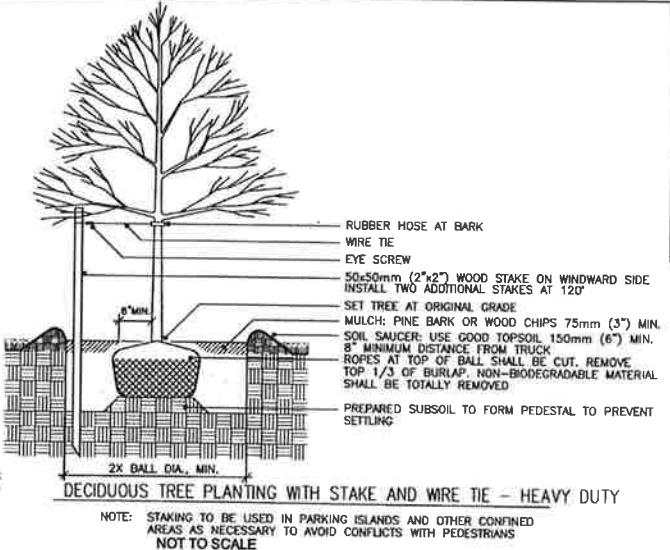 RUBBER HOSE AT BARK
WIRE TIE
EYE SCREW
50x50mm (2"x2") WOOD STAKE ON WINDWARD SIDE
INSTALL TWO ADDITIONAL STAKES AT 120°
8"MIN.
SET TREE AT ORIGINAL GRADE
MULCH: PINE BARK OR WOOD CHIPS 75mm (3") MIN.
SOIL SAUCER: USE GOOD TOPSOIL 150mm (6") MIN.
8" MINIMUM DISTANCE FROM TRUCK
ROPES AT TOP OF BALL SHALL BE CUT. REMOVE
TOP 1/3 OF BURLAP. NON-BIODEGRADABLE MATERIAL
SHALL BE TOTALLY REMOVED
PREPARED SUBSOIL TO FORM PEDESTAL TO PREVENT
SETTLING
2X BALL DIA., MIN.
DECIDUOUS TREE PLANTING WITH STAKE AND WIRE TIE - HEAVY DUTY
NOTE: STAKING TO BE USED IN PARKING ISLANDS AND OTHER CONFINED
AREAS AS NECESSARY TO AVOID CONFLICTS WITH PEDESTRIANS
NOT TO SCALE